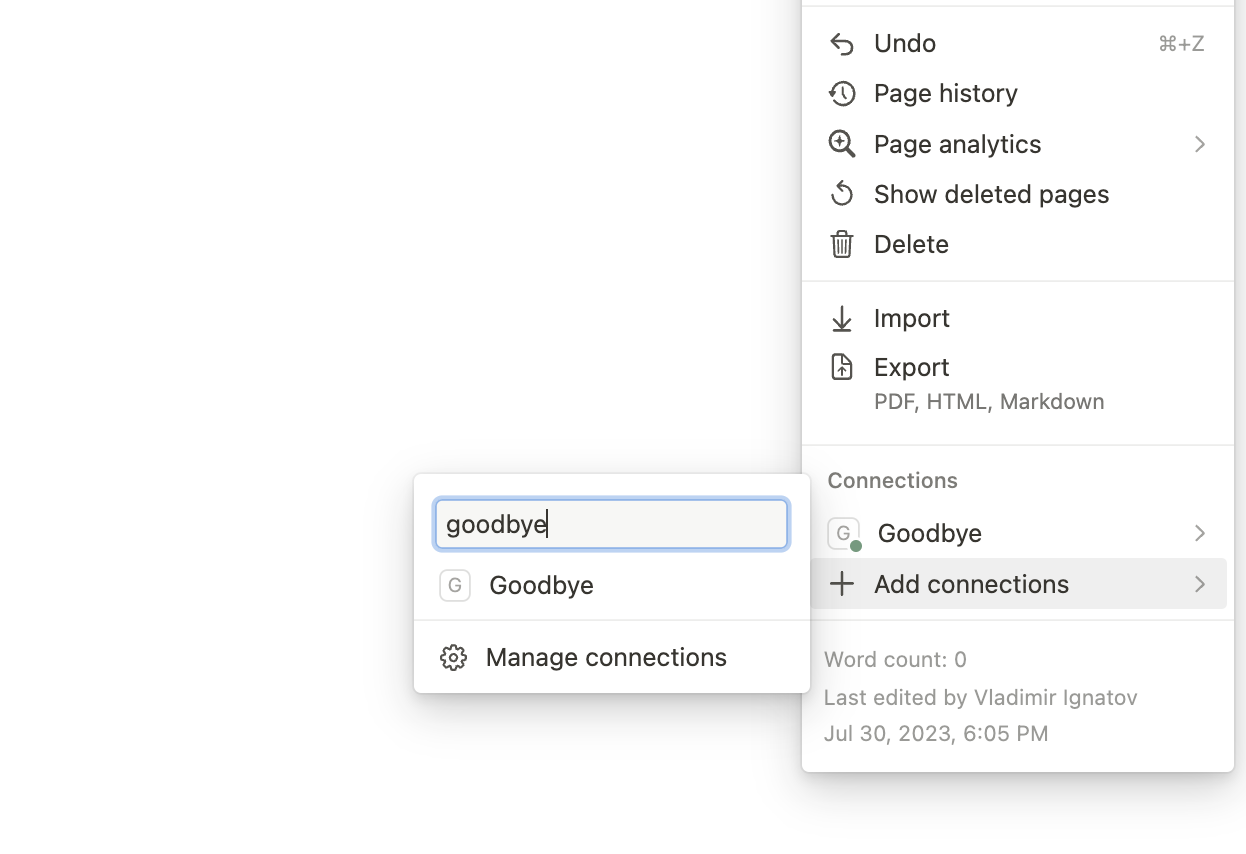 Undo ⌘+Z
Page history
Page analytics
Show deleted pages
Delete
Import
Export
PDF, HTML, Markdown
Connections
G Goodbye
Add connections
goodbye
G Goodbye
Manage connections
Word count: 0
Last edited by Vladimir Ignatov
Jul 30, 2023, 6:05 PM